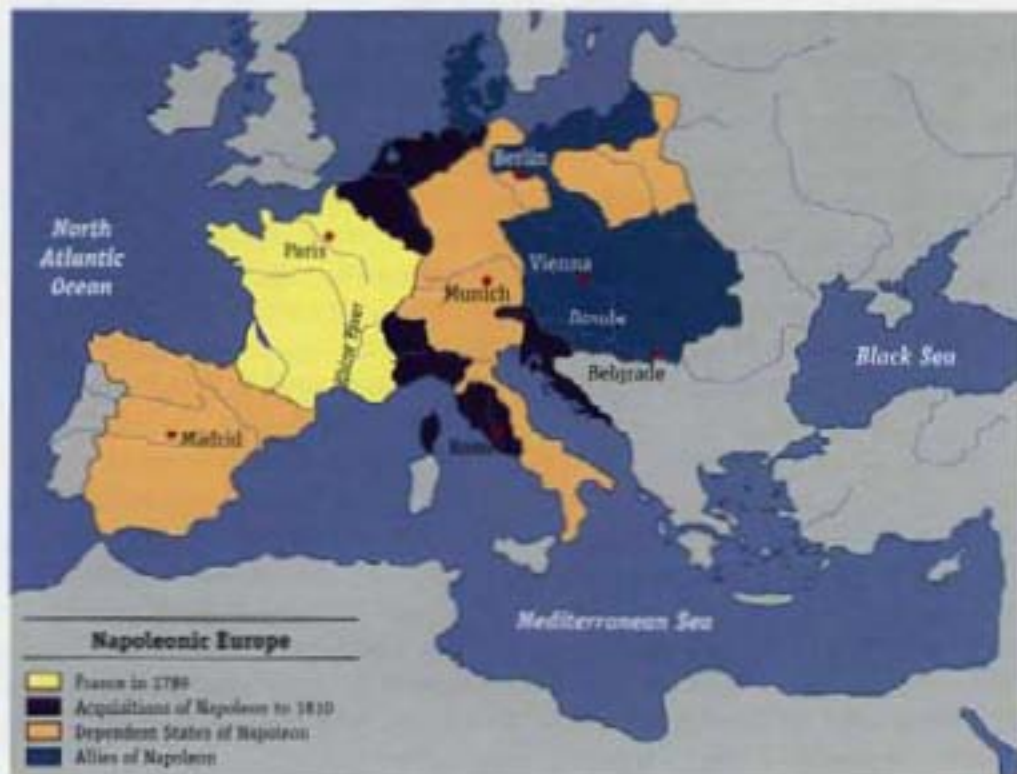 North
Atlantic
Ocean
Berlin
Paris
Vienna
Munich
Danube
Black Sea
Belgrade
River
Madrid
Rome
Mediterranean Sea
Napoleonic Europe
France in 1789
Acquisitions of Napoleon to 1810
Dependent States of Napoleon
Allies of Napoleon